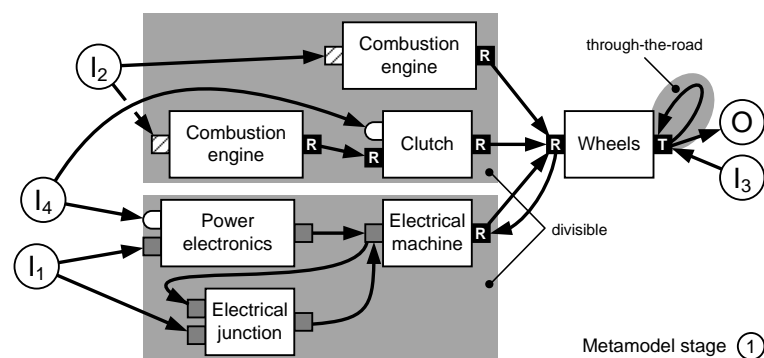 Combustion
engine
R
I2
through-the-road
Combustion
engine
R
R
Clutch
R
R
Wheels
T
O
I3
I4
Power
electronics
Electrical
machine
R
divisible
I1
Electrical
junction
Metamodel stage 1